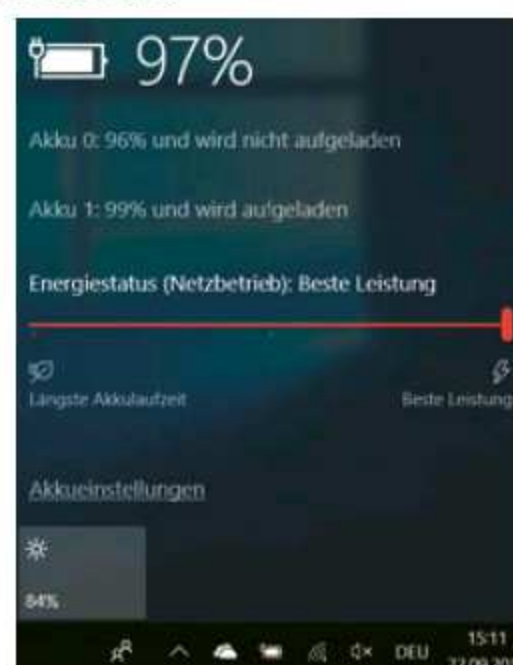 97%
Akku 0: 96% und wird nicht aufgeladen
Akku 1: 99% und wird aufgeladen
Energiestatus (Netzbetrieb): Beste Leistung
Längste Akkulaufzeit
Beste Leistung
Akkueinstellungen
84%
DEU
15:11